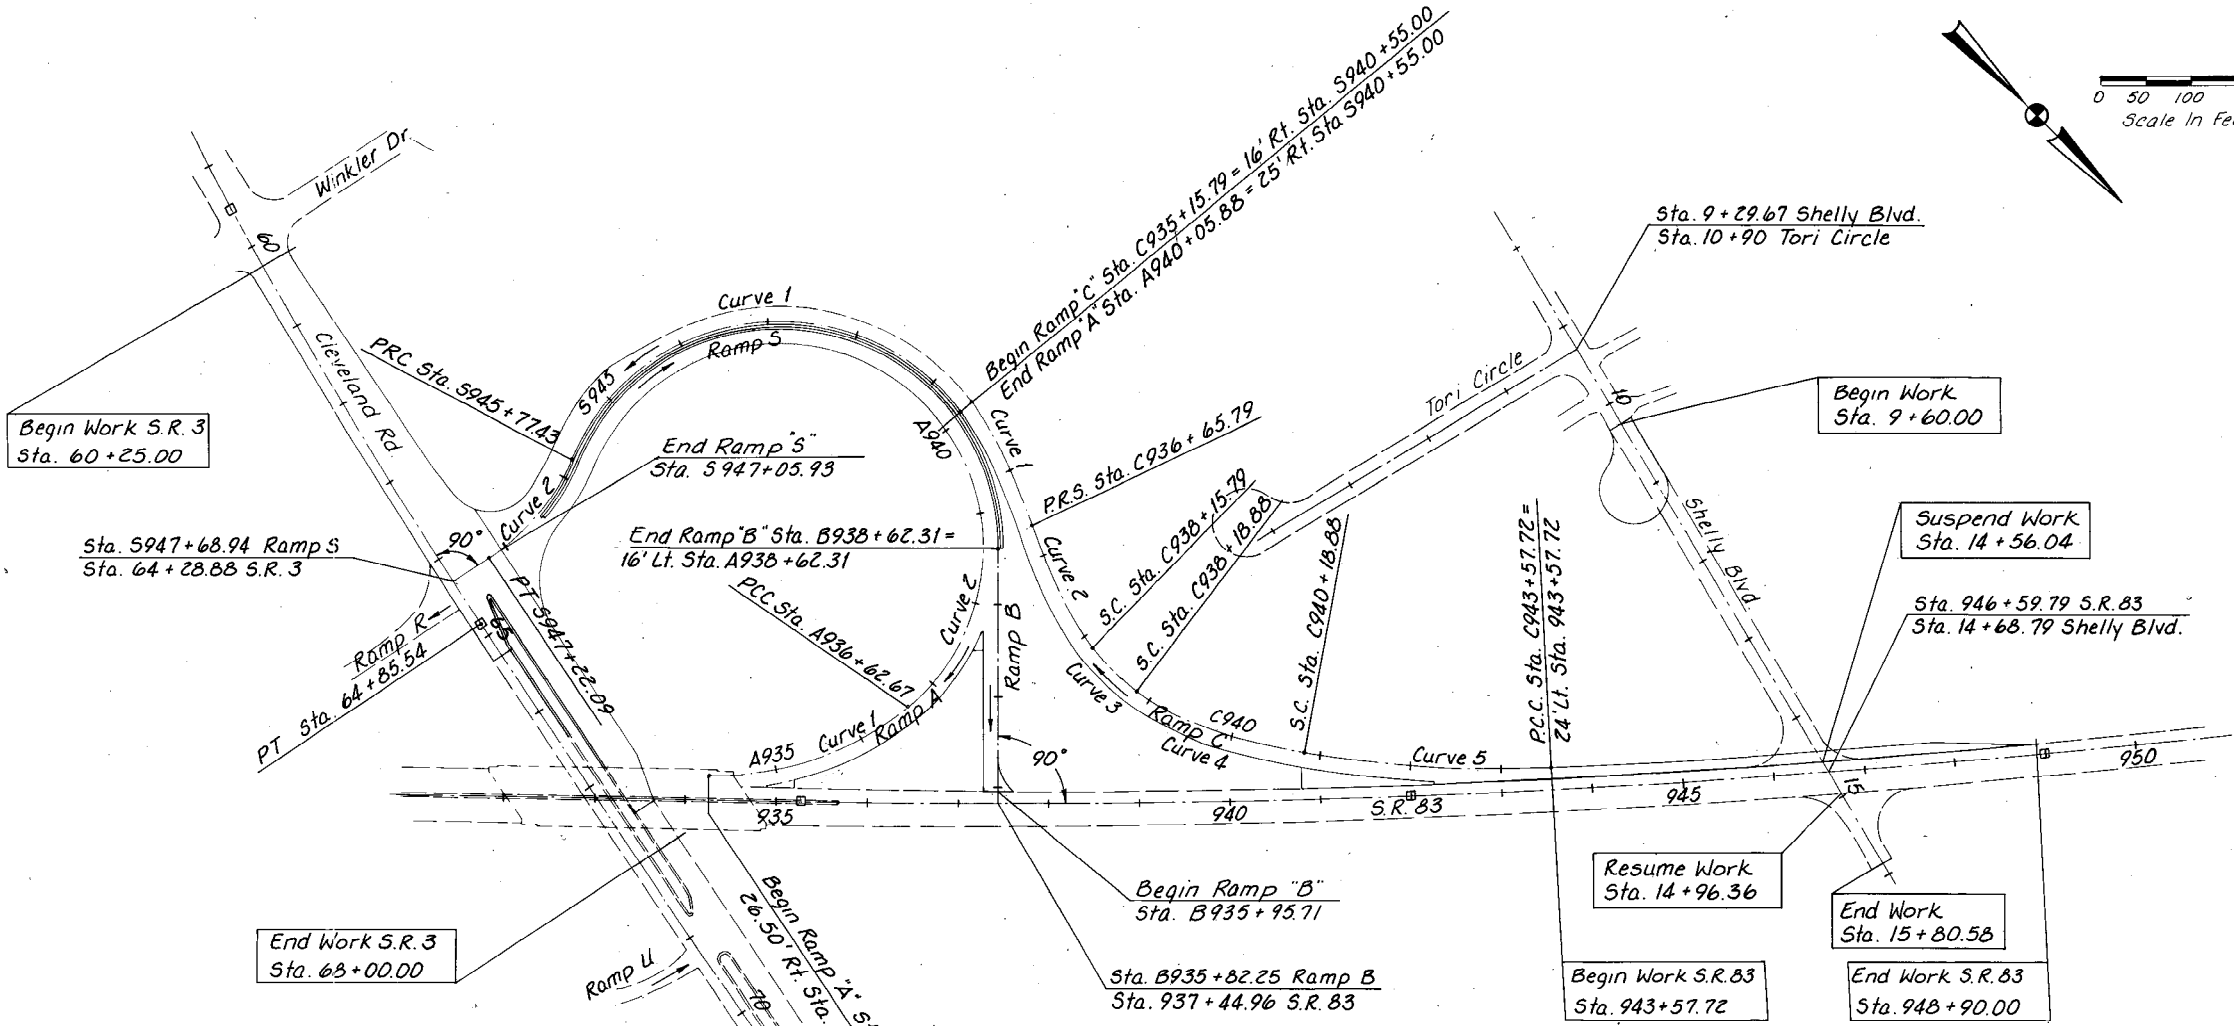 Begin Ramp "C" Sta. C935+15.79 = 16' Rt. Sta. S940+55.00
End Ramp "A" Sta. A940+05.88 = 25' Rt. Sta S940+55.00
0 50 100
Scale In
Winkler Dr.
60
Cleveland Rd.
Begin Work S.R. 3
Sta. 60+25.00
PRC Sta. S945+77.43
S945
Curve 1
Ramp S
A940
Curve 1
Curve 2
End Ramp "S"
Sta. S947+05.93
90°
Sta. S947+68.94 Ramp S
Sta. 64+28.88 S.R. 3
End Ramp "B" Sta. B938+62.31 =
16' Lt. Sta. A938+62.31
PCC Sta. A936+62.67
PT S947+22.09
65
Ramp R
PT Sta. 64+85.54
Curve 2
Ramp B
Curve 1
Ramp A
A935
935
90°
P.R.S. Sta. C936+65.79
Curve 2
S.C. Sta. C938+15.79
S.C. Sta. C938+18.88
S.C. Sta. C940+18.88
Curve 3
Ramp C
C940
Curve 4
Curve 5
Tori Circle
Sta. 9+29.67 Shelly Blvd.
Sta. 10+90 Tori Circle
10
Begin Work
Sta. 9+60.00
Shelly Blvd.
P.C.C. Sta. C943+57.72 =
24' Lt. Sta. 943+57.72
Suspend Work
Sta. 14+56.04
Sta. 946+59.79 S.R.83
Sta. 14+68.79 Shelly Blvd.
940
S.R. 83
945
15
950
Resume Work
Sta. 14+96.36
End Work
Sta. 15+80.58
Begin Work S.R.83
Sta. 943+57.72
End Work S.R.83
Sta. 948+90.00
Begin Ramp "B"
Sta. B935+95.71
Sta. B935+82.25 Ramp B
Sta. 937+44.96 S.R. 83
Begin Ramp "A"
26.50' Rt. Sta.
End Work S.R. 3
Sta. 68+00.00
Ramp U
70